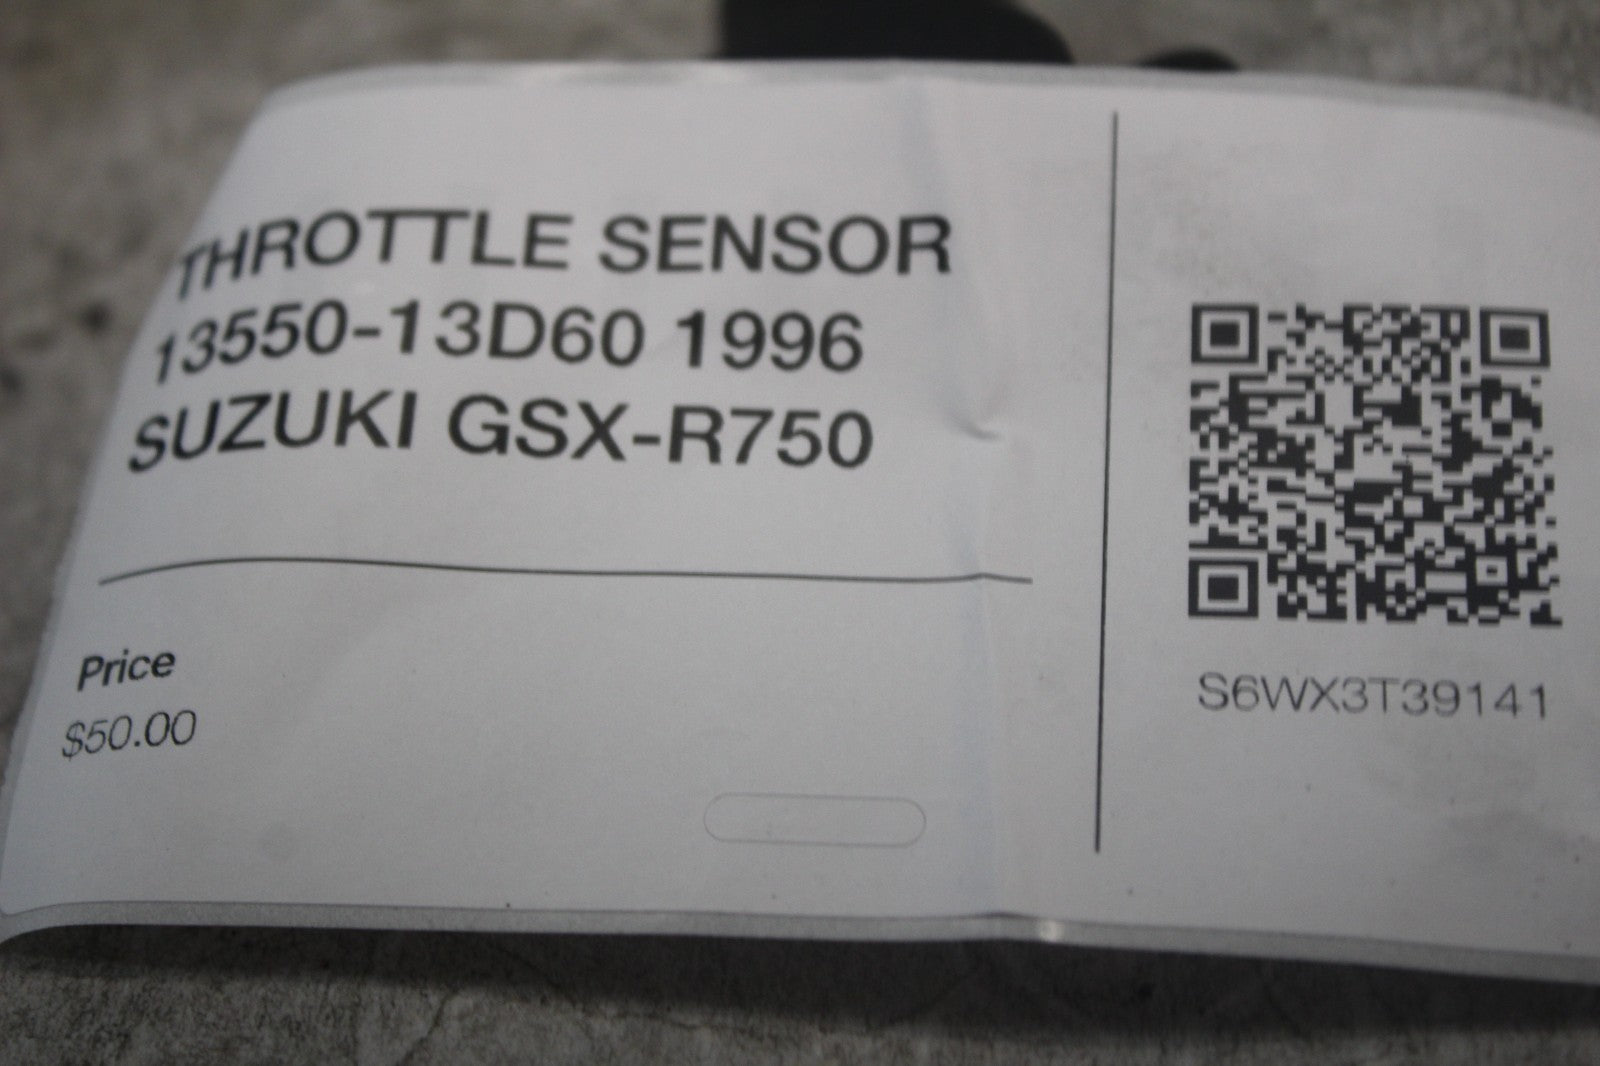 THROTTLE SENSOR
13550-13D60 1996
SUZUKI GSX-R750
Price
$50.00
S6WX3T39141